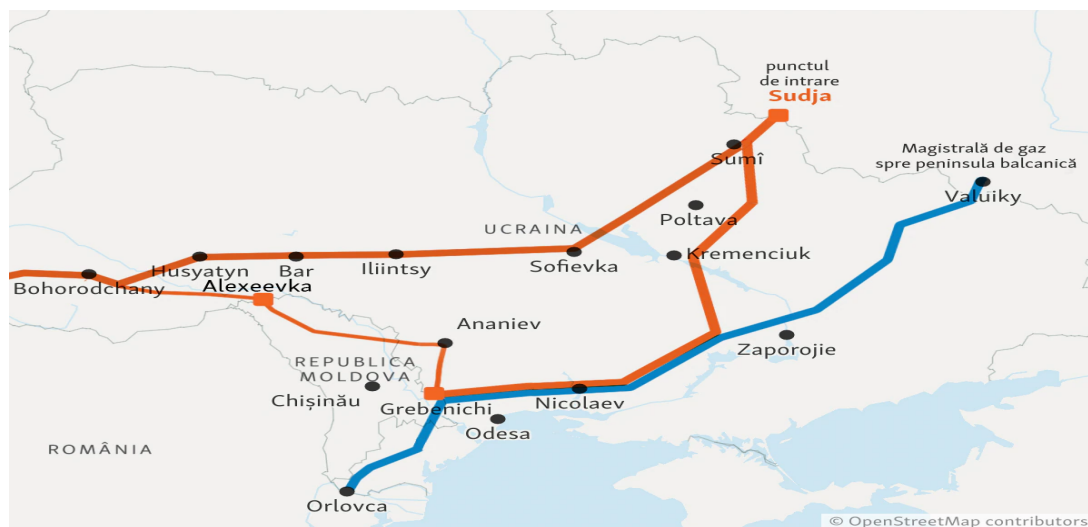 punctul
de intrare
Sudja
Sumî
Magistrală de gaz
spre peninsula balcanică
Valuiky
Poltava
UCRAINA
Kremenciuk
Sofievka
Iliintsy
Bar
Husyatyn
Bohorodchany
Alexeevka
Ananiev
Zaporojie
REPUBLICA
MOLDOVA
Chișinău
Grebenichi
Nicolaev
Odesa
ROMÂNIA
Orlovca
© OpenStreetMap contributors